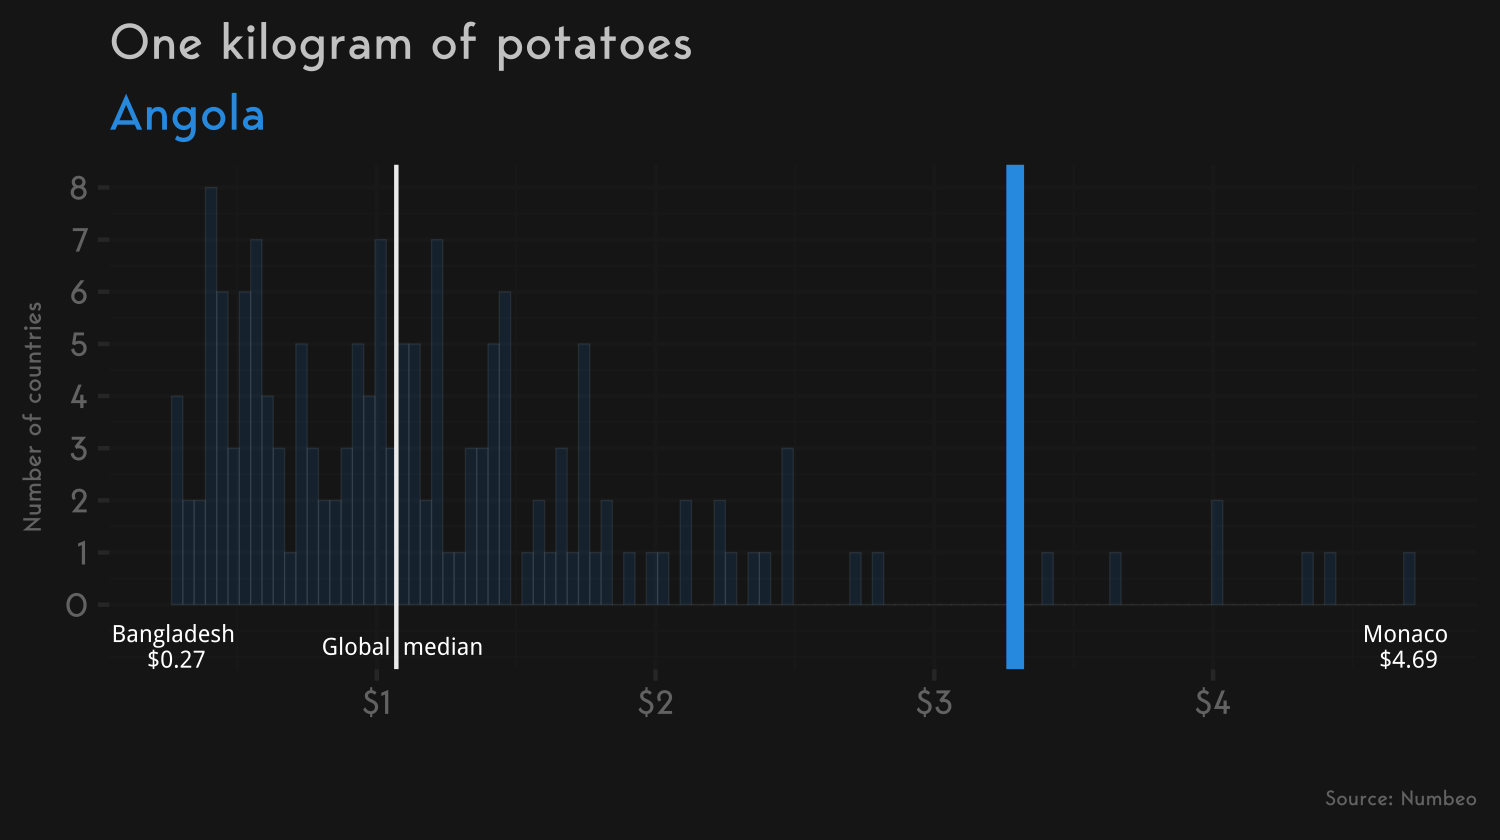 One kilogram of potatoes
Angola
Number of countries
8
7
6
5
4
3
2
1
0
Bangladesh
$0.27
Global median
Monaco
$4.69
$1
$2
$3
$4
Source: Numbeo